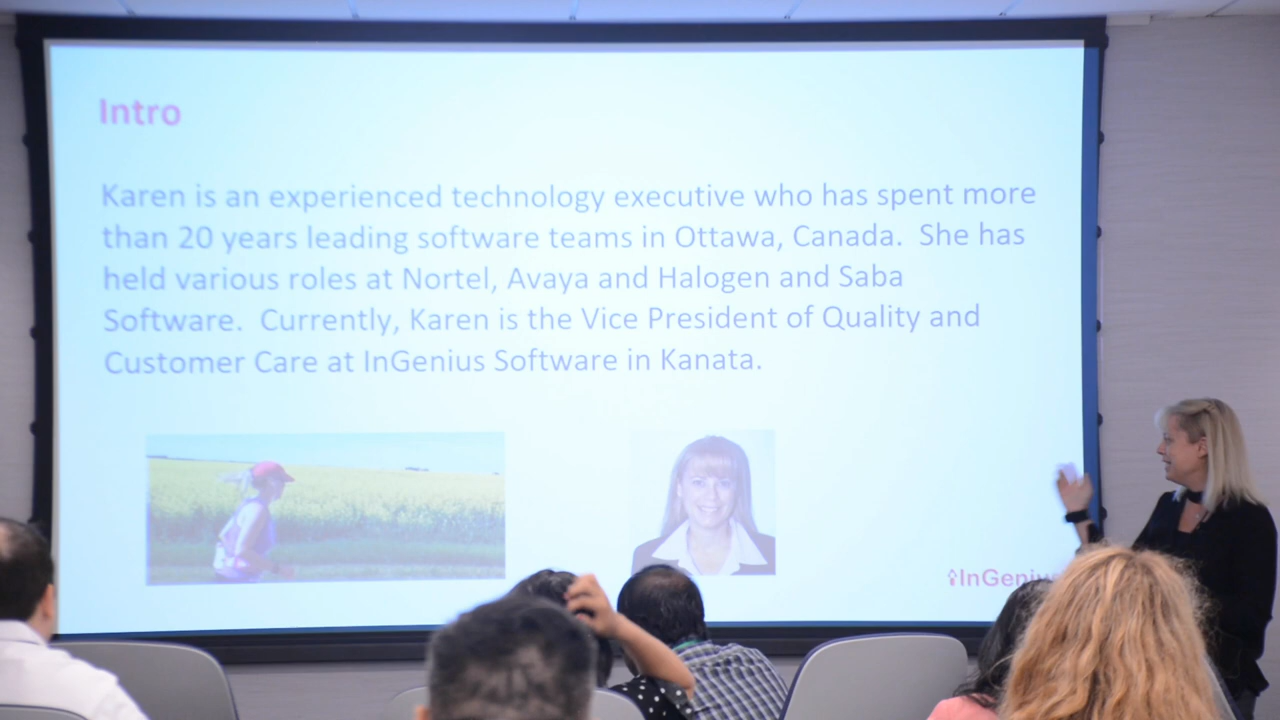 Intro
Karen is an experienced technology executive who has spent more
than 20 years leading software teams in Ottawa, Canada.  She has
held various roles at Nortel, Avaya and Halogen and Saba
Software.  Currently, Karen is the Vice President of Quality and
Customer Care at InGenius Software in Kanata.